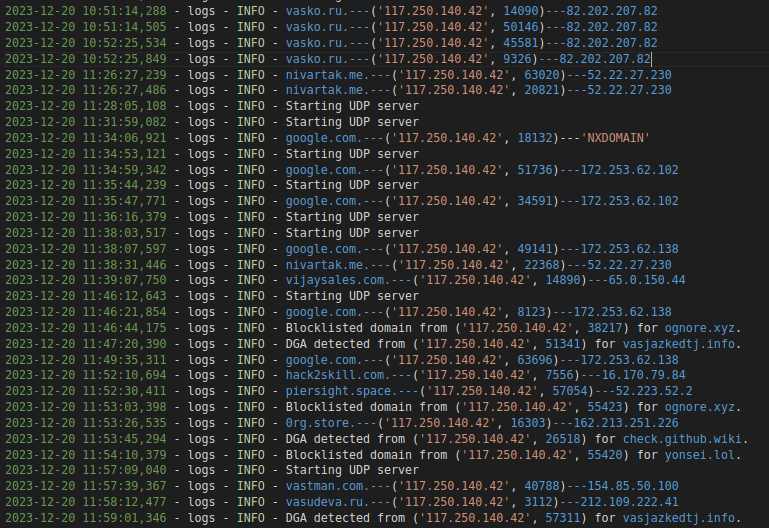 2023-12-20 10:51:14,288 - logs - INFO - vasko.ru.---('117.250.140.42', 14090)---82.202.207.82
2023-12-20 10:51:14,505 - logs - INFO - vasko.ru.---('117.250.140.42', 50146)---82.202.207.82
2023-12-20 10:52:25,534 - logs - INFO - vasko.ru.---('117.250.140.42', 45581)---82.202.207.82
2023-12-20 10:52:25,849 - logs - INFO - vasko.ru.---('117.250.140.42', 9326)---82.202.207.82
2023-12-20 11:26:27,239 - logs - INFO - nivartak.me.---('117.250.140.42', 63020)---52.22.27.230
2023-12-20 11:26:27,486 - logs - INFO - nivartak.me.---('117.250.140.42', 20821)---52.22.27.230
2023-12-20 11:28:05,108 - logs - INFO - Starting UDP server
2023-12-20 11:31:59,082 - logs - INFO - Starting UDP server
2023-12-20 11:34:06,921 - logs - INFO - google.com.---('117.250.140.42', 18132)---'NXDOMAIN'
2023-12-20 11:34:53,121 - logs - INFO - Starting UDP server
2023-12-20 11:34:59,342 - logs - INFO - google.com.---('117.250.140.42', 51736)---172.253.62.102
2023-12-20 11:35:44,239 - logs - INFO - Starting UDP server
2023-12-20 11:35:47,771 - logs - INFO - google.com.---('117.250.140.42', 34591)---172.253.62.102
2023-12-20 11:36:16,379 - logs - INFO - Starting UDP server
2023-12-20 11:38:03,517 - logs - INFO - Starting UDP server
2023-12-20 11:38:07,597 - logs - INFO - google.com.---('117.250.140.42', 49141)---172.253.62.138
2023-12-20 11:38:31,446 - logs - INFO - nivartak.me.---('117.250.140.42', 22368)---52.22.27.230
2023-12-20 11:39:07,750 - logs - INFO - vijaysales.com.---('117.250.140.42', 14890)---65.0.150.44
2023-12-20 11:46:12,643 - logs - INFO - Starting UDP server
2023-12-20 11:46:21,854 - logs - INFO - google.com.---('117.250.140.42', 8123)---172.253.62.138
2023-12-20 11:46:44,175 - logs - INFO - Blocklisted domain from ('117.250.140.42', 38217) for ognore.xyz.
2023-12-20 11:47:20,390 - logs - INFO - DGA detected from ('117.250.140.42', 51341) for vasjazkedtj.info.
2023-12-20 11:49:35,311 - logs - INFO - google.com.---('117.250.140.42', 63696)---172.253.62.138
2023-12-20 11:52:10,694 - logs - INFO - hack2skill.com.---('117.250.140.42', 7556)---16.170.79.84
2023-12-20 11:52:30,411 - logs - INFO - piersight.space.---('117.250.140.42', 57054)---52.223.52.2
2023-12-20 11:53:03,398 - logs - INFO - Blocklisted domain from ('117.250.140.42', 55423) for ognore.xyz.
2023-12-20 11:53:26,535 - logs - INFO - 0rg.store.---('117.250.140.42', 16303)---162.213.251.226
2023-12-20 11:53:45,294 - logs - INFO - DGA detected from ('117.250.140.42', 26518) for check.github.wiki.
2023-12-20 11:54:10,379 - logs - INFO - Blocklisted domain from ('117.250.140.42', 55420) for yonsei.lol.
2023-12-20 11:57:09,040 - logs - INFO - Starting UDP server
2023-12-20 11:57:39,367 - logs - INFO - vastman.com.---('117.250.140.42', 40788)---154.85.50.100
2023-12-20 11:58:12,477 - logs - INFO - vasudeva.ru.---('117.250.140.42', 3112)---212.109.222.41
2023-12-20 11:59:01,346 - logs - INFO - DGA detected from ('117.250.140.42', 57311) for vasjazkedtj.info.